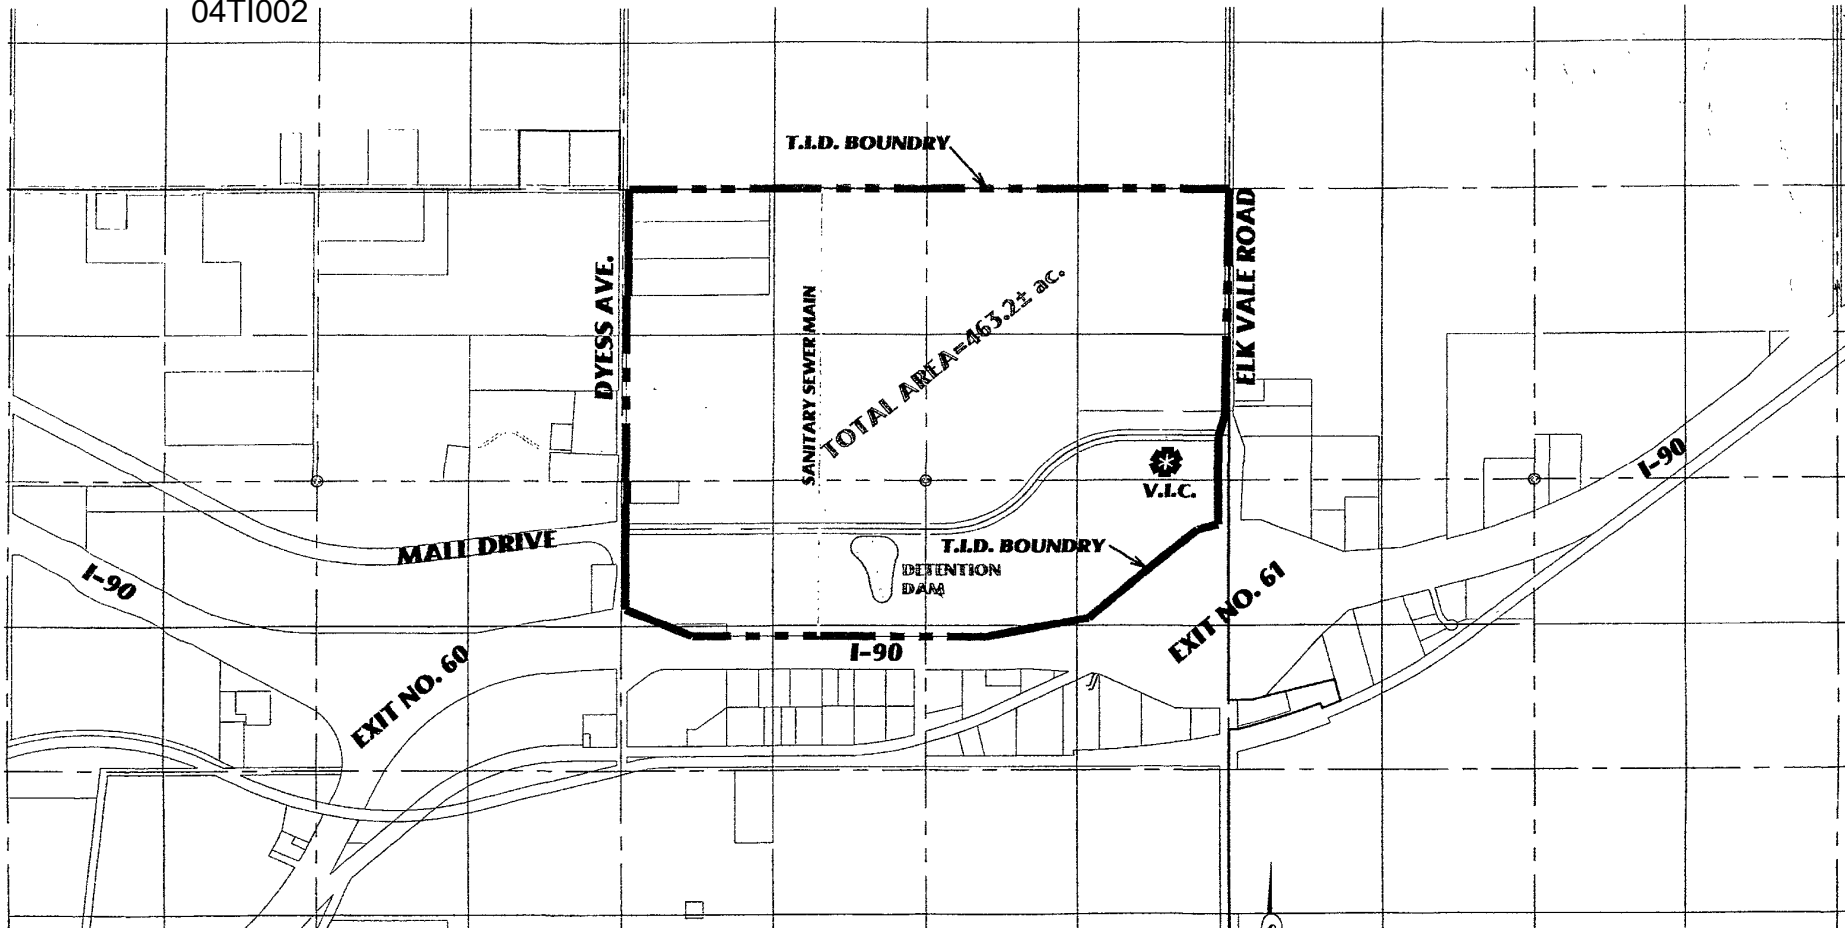 04TI002
T.I.D. BOUNDRY
DYESS AVE.
SANITARY SEWER MAIN
TOTAL AREA=463.2± ac.
ELK VALE ROAD
V.I.C.
I-90
MALL DRIVE
T.I.D. BOUNDRY
DETENTION
DAM
I-90
EXIT NO. 61
EXIT NO. 60
I-90